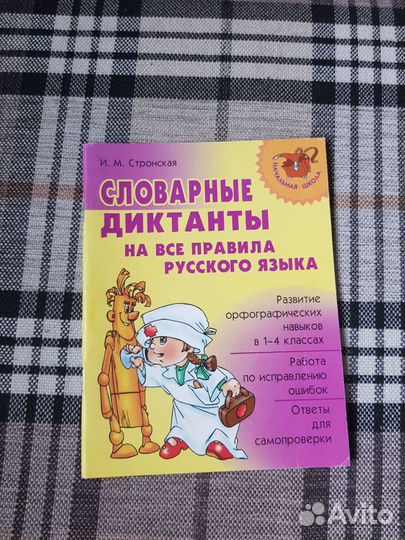 И. М. Стронская
НАЧАЛЬНАЯ ШКОЛА
СЛОВАРНЫЕ
ДИКТАНТЫ
НА ВСЕ ПРАВИЛА
РУССКОГО ЯЗЫКА
Развитие
орфографических
навыков
в 1–4 классах
Работа
по исправлению
ошибок
Ответы
для
самопроверки
Avito